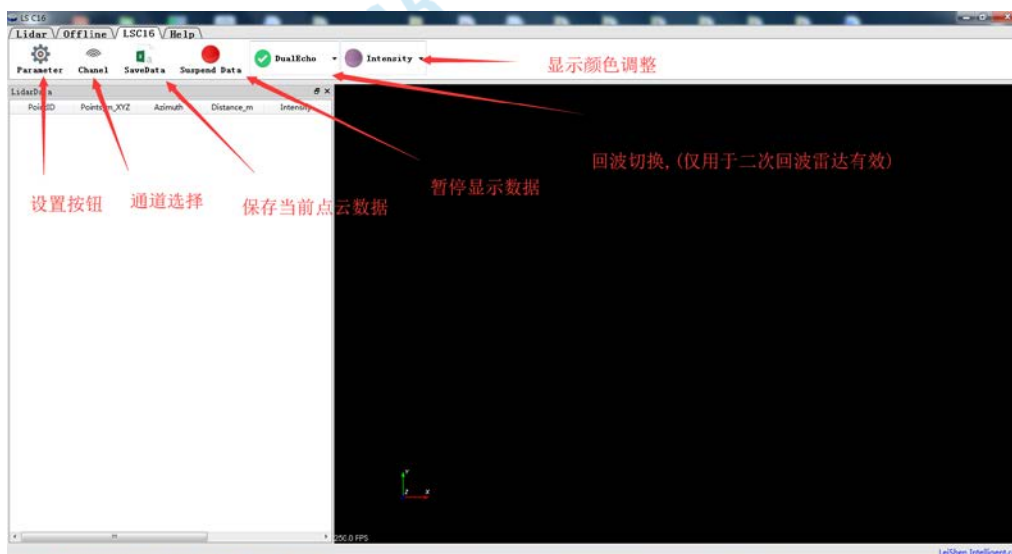 LS C16
Lidar Offline LSC16 Help
Parameter Chanel SaveData Suspend Data DualEcho Intensity
显示颜色调整
PointID Points_m_XYZ Azimuth Distance_m Intensity
回波切换,(仅用于二次回波雷达有效)
暂停显示数据
设置按钮 通道选择 保存当前点云数据
Y
Z X
250.0 FPS
LeiShen Intelligent